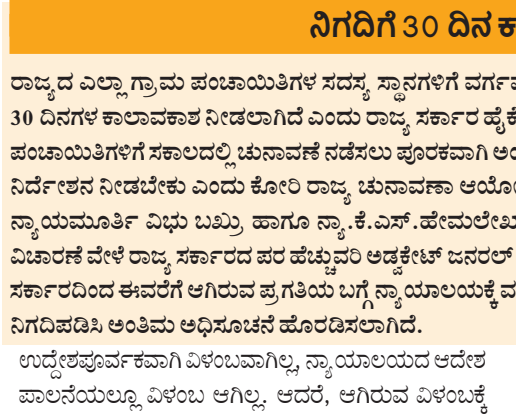 ನಿಗದಿಗೆ 30 ದಿನ
ರಾಜ್ಯದ ಎಲ್ಲಾ ಗ್ರಾಮ ಪಂಚಾಯಿತಿಗಳ ಸದಸ್ಯ ಸ್ಥಾನಗಳಿಗೆ
30 ದಿನಗಳ ಕಾಲಾವಕಾಶ ನೀಡಲಾಗಿದೆ ಎಂದು ರಾಜ್ಯ ಸರ್ಕಾರ
ಪಂಚಾಯಿತಿಗಳಿಗೆ ಸಕಾಲದಲ್ಲಿ ಚುನಾವಣೆ ನಡೆಸಲು ಪೂರಕವಾಗಿ
ನಿರ್ದೇಶನ ನೀಡಬೇಕು ಎಂದು ಕೋರಿ ರಾಜ್ಯ ಚುನಾವಣಾ
ನ್ಯಾಯಮೂರ್ತಿ ವಿಭು ಬಖ್ರು ಹಾಗೂ ನ್ಯಾ.ಕೆ.ಎಸ್.ಹೇಮಲೇಖ
ವಿಚಾರಣೆ ವೇಳೆ ರಾಜ್ಯ ಸರ್ಕಾರದ ಪರ ಹೆಚ್ಚುವರಿ ಅಡ್ವಕೇಟ್ ಜನರಲ್
ಸರ್ಕಾರದಿಂದ ಈವರೆಗೆ ಆಗಿರುವ ಪ್ರಗತಿಯ ಬಗ್ಗೆ ನ್ಯಾಯಾಲಯಕ್ಕೆ
ನಿಗದಿಪಡಿಸಿ ಅಂತಿಮ ಅಧಿಸೂಚನೆ ಹೊರಡಿಸಲಾಗಿದೆ.
ಉದ್ದೇಶಪೂರ್ವಕವಾಗಿ ವಿಳಂಬವಾಗಿಲ್ಲ, ನ್ಯಾಯಾಲಯದ ಆದೇಶ
ಪಾಲನೆಯಲ್ಲೂ ವಿಳಂಬ ಆಗಿಲ್ಲ. ಆದರೆ, ಆಗಿರುವ ವಿಳಂಬಕ್ಕೆ